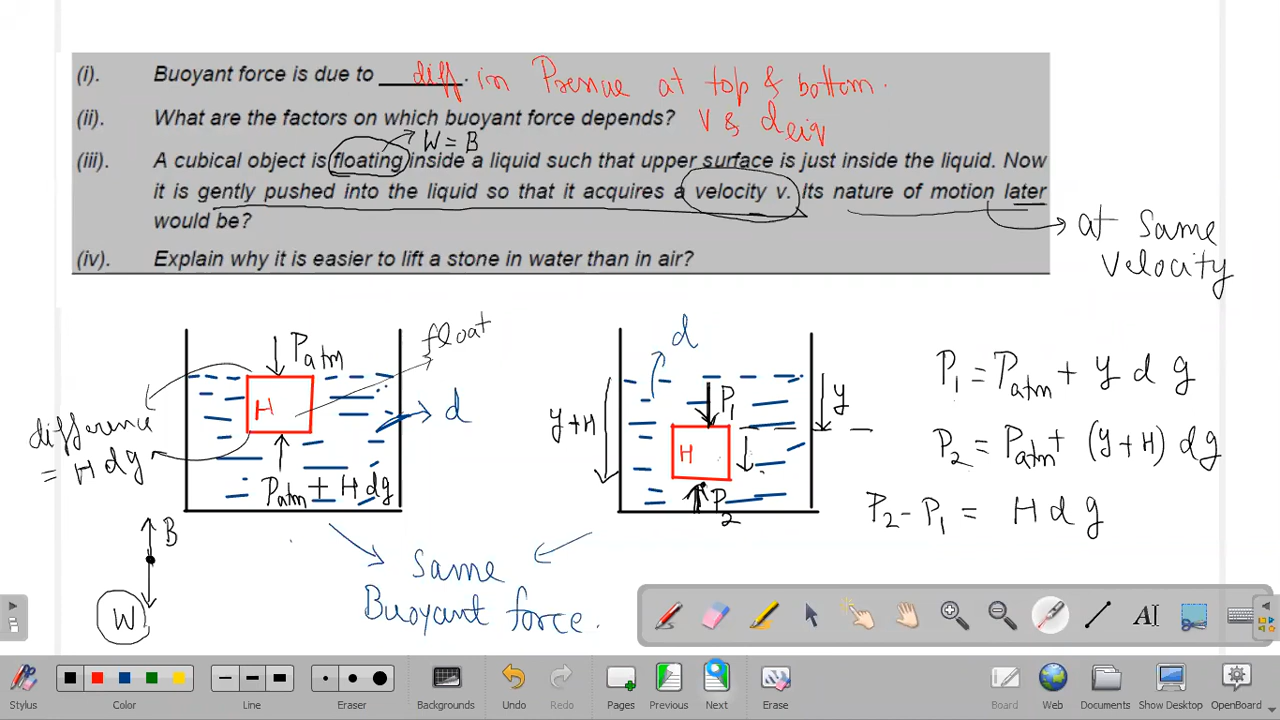 (i). Buoyant force is due to ______. diff in Pressue at top & bottom.
(ii). What are the factors on which buoyant force depends? V & dliq
W = B
(iii). A cubical object is floating inside a liquid such that upper surface is just inside the liquid. Now
it is gently pushed into the liquid so that it acquires a velocity v. Its nature of motion later
would be?
at same
velocity
(iv). Explain why it is easier to lift a stone in water than in air?
Patm
float
H
d
difference
= H d g
Patm + H d g
B
W
d
P1
y
y+H
H
P2
P1 = Patm + y d g
P2 = Patm + (y + H) d g
P2 - P1 = H d g
Same
Buoyant force.
Stylus
Color
Line
Eraser
Backgrounds
Undo
Redo
Pages
Previous
Next
Erase
Board
Web
Documents
Show Desktop
OpenBoard